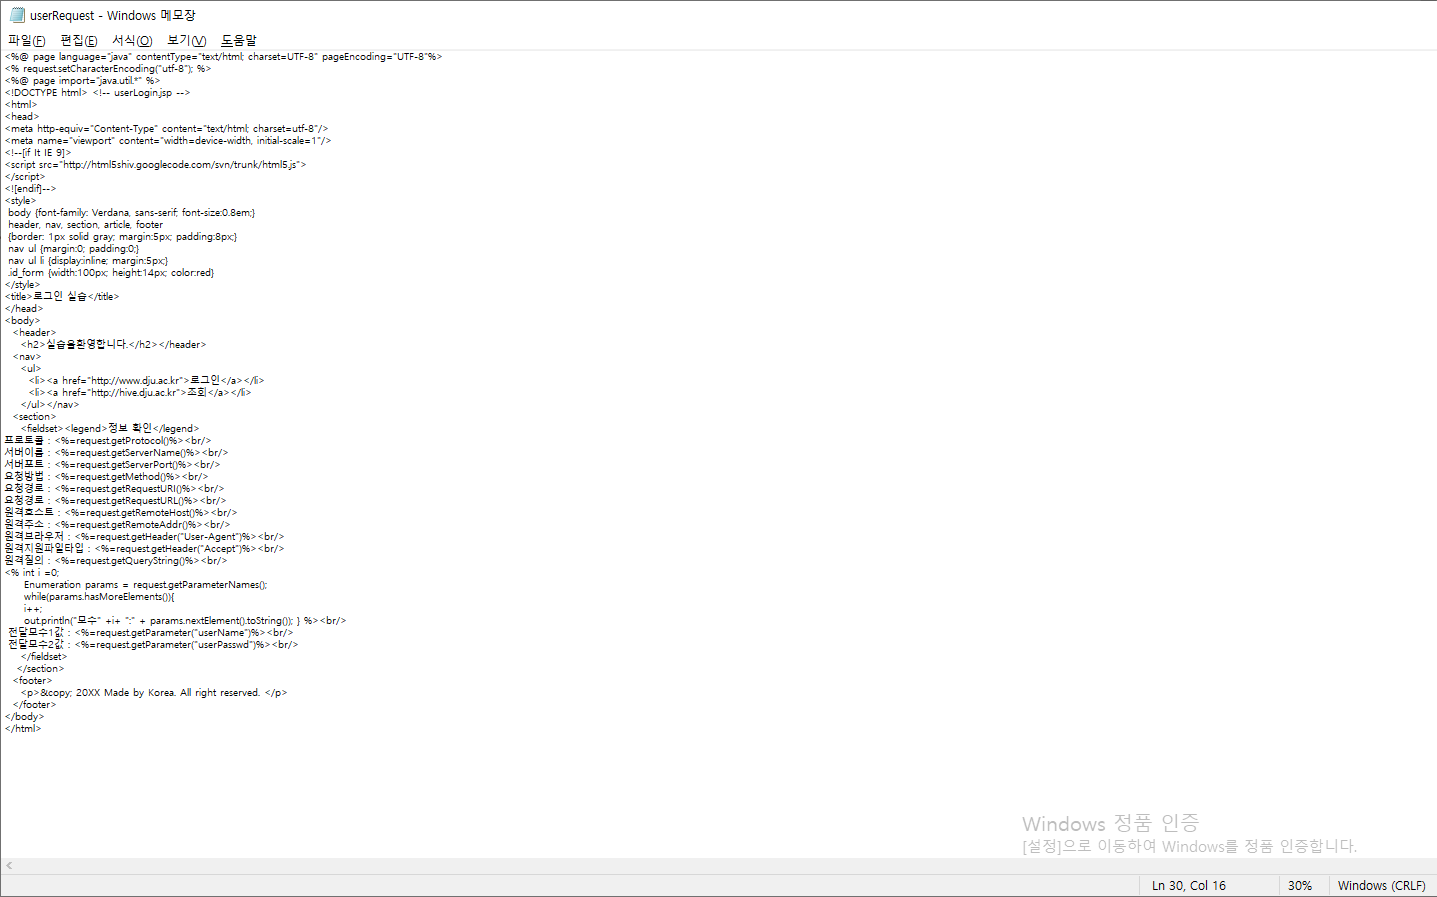 userRequest - Windows 메모장
파일(F) 편집(E) 서식(O) 보기(V) 도움말
<%@ page language="java" contentType="text/html; charset=UTF-8" pageEncoding="UTF-8"%>
<% request.setCharacterEncoding("utf-8"); %>
<%@ page import="java.util.*" %>
<!DOCTYPE html> <!-- userLogin.jsp -->
<html>
<head>
<meta http-equiv="Content-Type" content="text/html; charset=utf-8"/>
<meta name="viewport" content="width=device-width, initial-scale=1"/>
<!--[if lt IE 9]>
<script src="http://html5shiv.googlecode.com/svn/trunk/html5.js">
</script>
<![endif]-->
<style>
body {font-family: Verdana, sans-serif; font-size:0.8em;}
header, nav, section, article, footer
{border: 1px solid gray; margin:5px; padding:8px;}
nav ul {margin:0; padding:0;}
nav ul li {display:inline; margin:5px;}
.id_form {width:100px; height:14px; color:red}
</style>
<title>로그인 실습</title>
</head>
<body>
<header>
<h2>실습을환영합니다.</h2></header>
<nav>
<ul>
<li><a href="http://www.dju.ac.kr">로그인</a></li>
<li><a href="http://hive.dju.ac.kr">조회</a></li>
</ul></nav>
<section>
<fieldset><legend>정보 확인</legend>
프로토콜 : <%=request.getProtocol()%><br/>
서버이름 : <%=request.getServerName()%><br/>
서버포트 : <%=request.getServerPort()%><br/>
요청방법 : <%=request.getMethod()%><br/>
요청경로 : <%=request.getRequestURI()%><br/>
요청경로 : <%=request.getRequestURL()%><br/>
원격호스트 : <%=request.getRemoteHost()%><br/>
원격주소 : <%=request.getRemoteAddr()%><br/>
원격브라우저 : <%=request.getHeader("User-Agent")%><br/>
원격지원파일타입 : <%=request.getHeader("Accept")%><br/>
원격질의 : <%=request.getQueryString()%><br/>
<% int i =0;
Enumeration params = request.getParameterNames();
while(params.hasMoreElements()){
i++;
out.println("모수" +i+ ":" + params.nextElement().toString()); } %><br/>
전달모수1값 : <%=request.getParameter("userName")%><br/>
전달모수2값 : <%=request.getParameter("userPasswd")%><br/>
</fieldset>
</section>
<footer>
<p>&copy; 20XX Made by Korea. All right reserved. </p>
</footer>
</body>
</html>
Windows 정품 인증
[설정]으로 이동하여 Windows를 정품 인증합니다.
Ln 30, Col 16 30% Windows (CRLF)